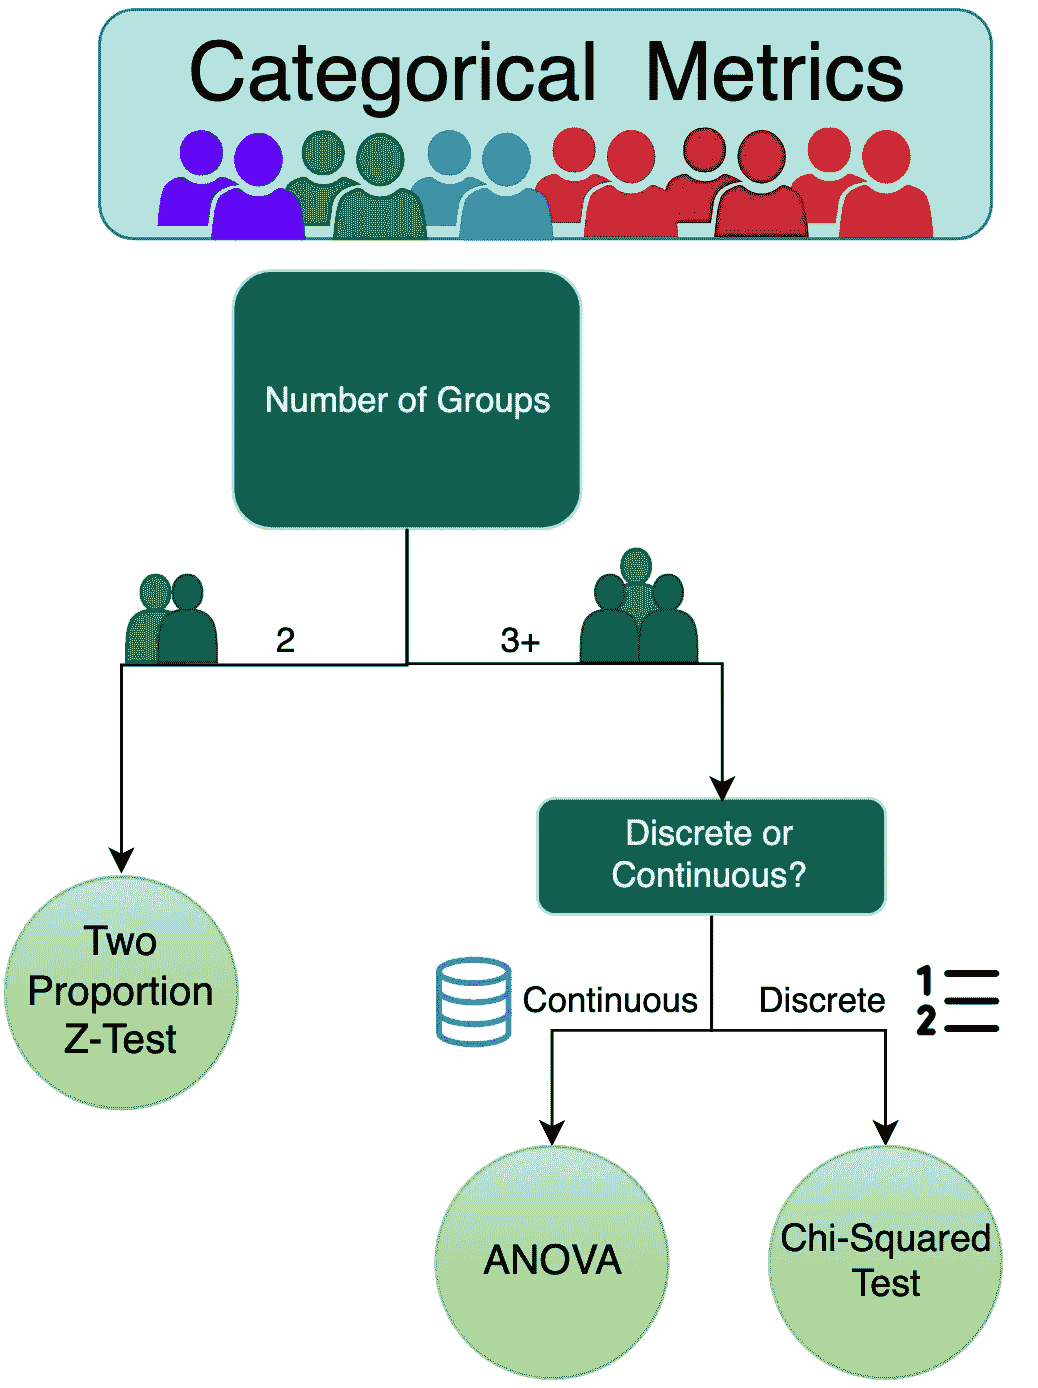 Categorical Metrics
Number of Groups
2
3+
Discrete or
Continuous?
Continuous
Discrete
1
2
Two
Proportion
Z-Test
ANOVA
Chi-Squared
Test